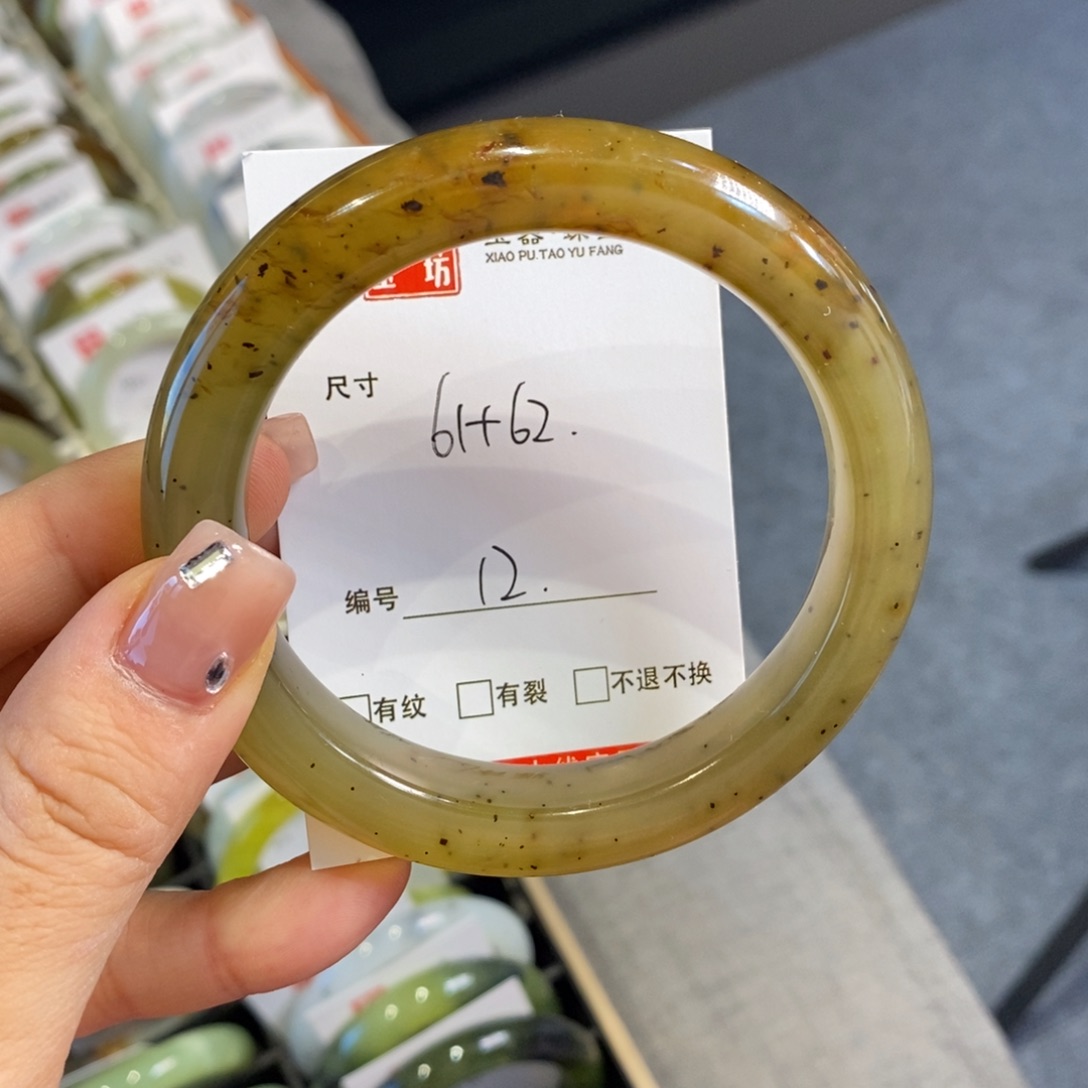 XIAO PU.TAO YU FANG
坊
尺寸 61+62.
编号 12.
有纹 有裂 不退不换